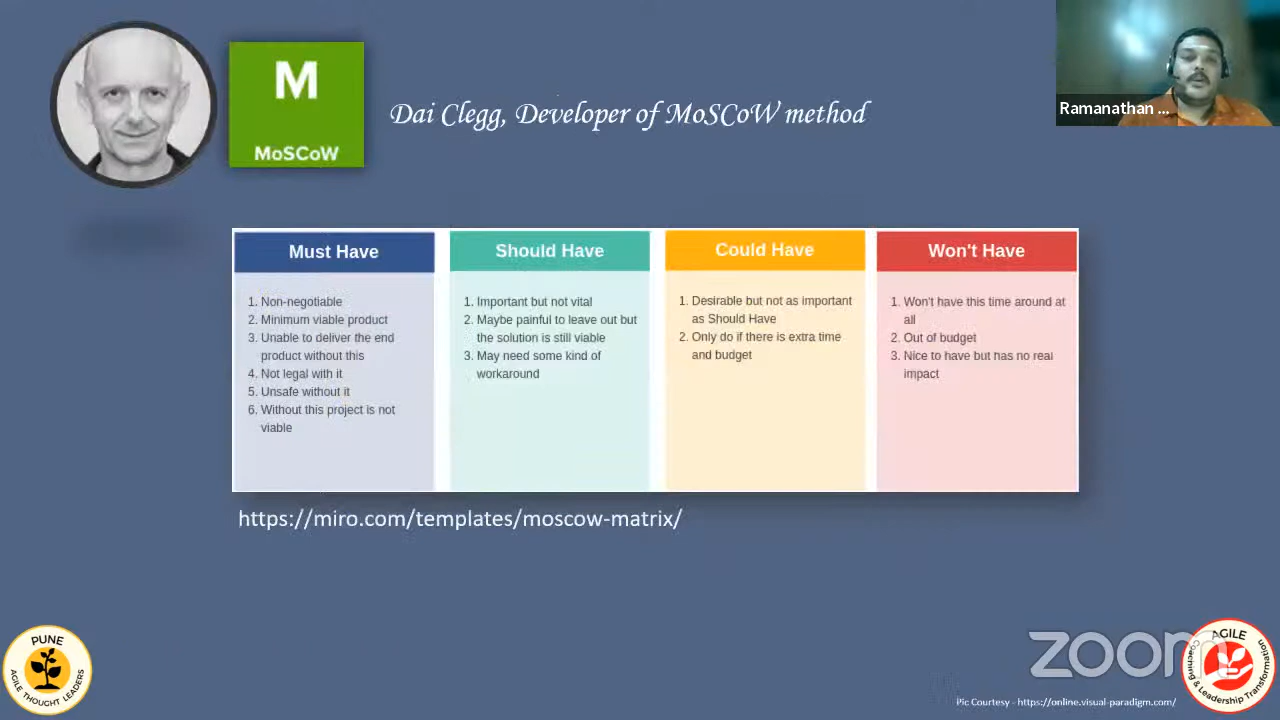 M
MoSCoW
Dai Clegg, Developer of MoSCoW method
Ramanathan ...
Must Have
1. Non-negotiable
2. Minimum viable product
3. Unable to deliver the end
product without this
4. Not legal with it
5. Unsafe without it
6. Without this project is not
viable
Should Have
1. Important but not vital
2. Maybe painful to leave out but
the solution is still viable
3. May need some kind of
workaround
Could Have
1. Desirable but not as important
as Should Have
2. Only do if there is extra time
and budget
Won't Have
1. Won't have this time around at
all
2. Out of budget
3. Nice to have but has no real
impact
https://miro.com/templates/moscow-matrix/
PUNE
AGILE THOUGHT LEADERS
zoom
AGILE
Coaching & Leadership Transformation
Pic Courtesy - https://online.visual-paradigm.com/